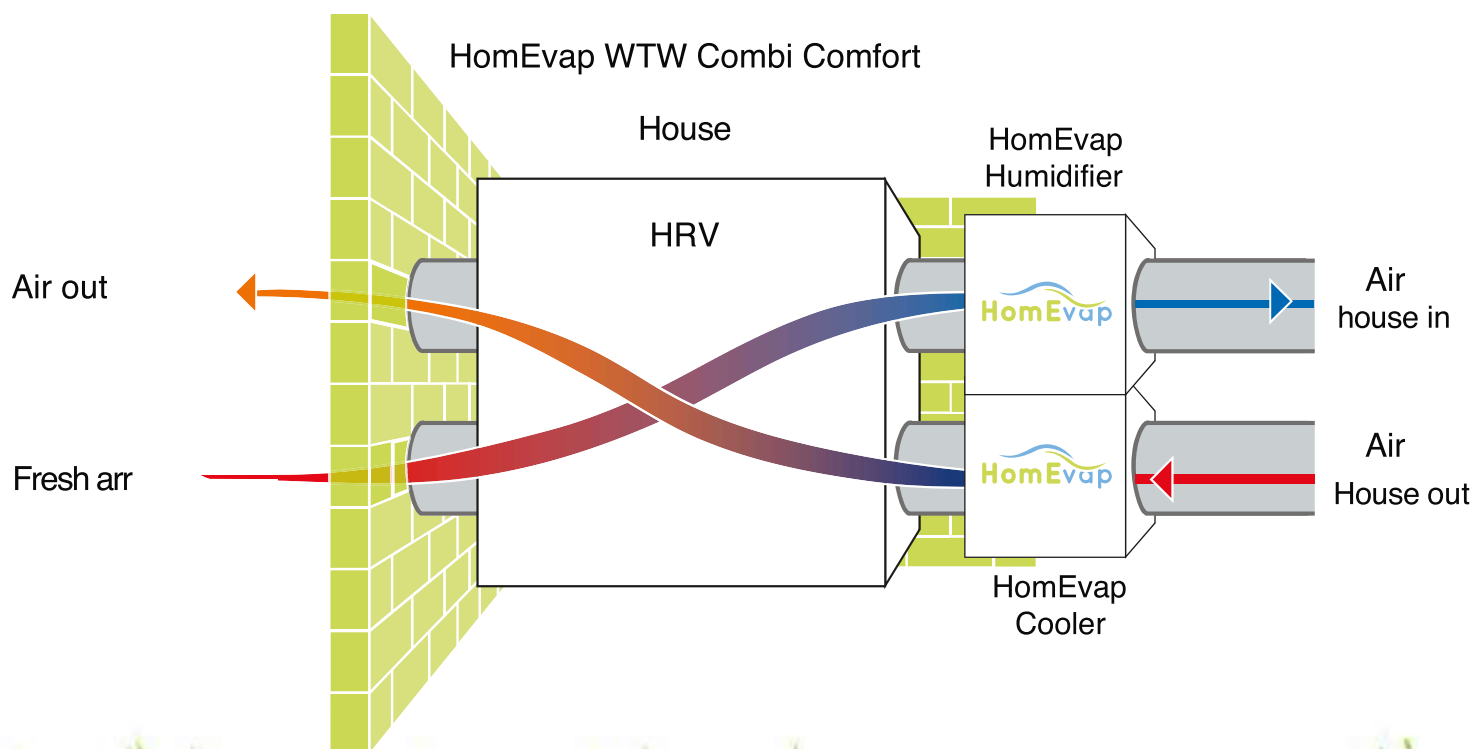 HomEvap WTW Combi Comfort
House
HomEvap
Humidifier
HRV
Air out
HomEvap
Air
house in
Fresh arr
HomEvap
Air
House out
HomEvap
Cooler